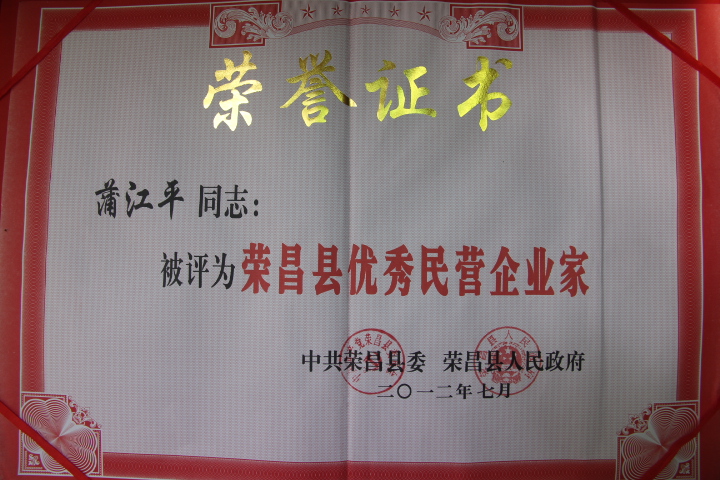 荣誉证书
蒲江平 同志：
被评为荣昌县优秀民营企业家
中共荣昌县委 荣昌县人民政府
二〇一二年七月